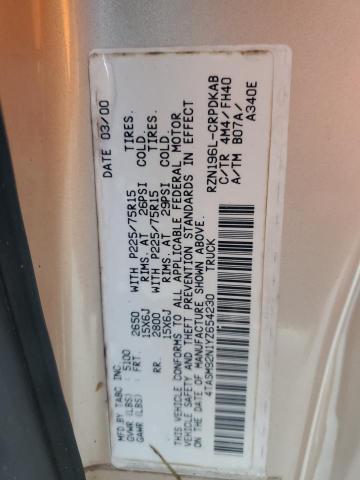 MFD.BY TABC INC. DATE 03/00
GVWR(LBS) 5100
GAWR(LBS) FRT. 2650 WITH P225/75R15 TIRES.
15X6J RIMS. AT 26PSI COLD.
RR. 2800 WITH P225/75R15 TIRES.
15X6J RIMS. AT 29PSI COLD.
THIS VEHICLE CONFORMS TO ALL APPLICABLE FEDERAL MOTOR
VEHICLE SAFETY AND THEFT PREVENTION STANDARDS IN EFFECT
ON THE DATE OF MANUFACTURE SHOWN ABOVE.
4TASM92N1YZ654230 TRUCK
RZN196L-CRPDKAB
C/TR 4M4/FH40
A/TM B07A/
A340E